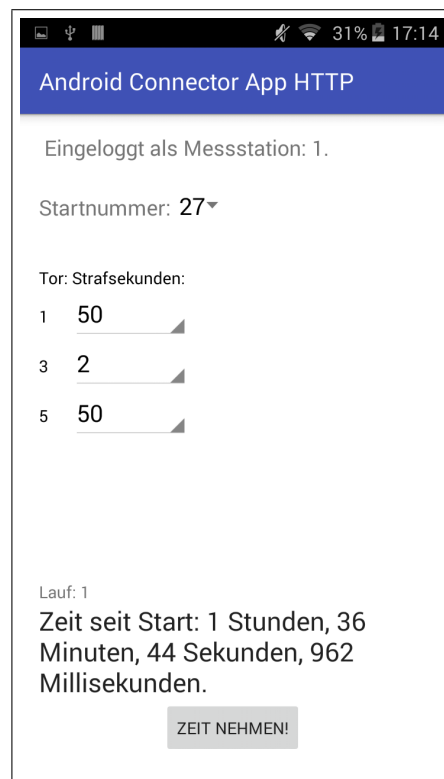 31% 17:14
Android Connector App HTTP
Eingeloggt als Messstation: 1.
Startnummer: 27
Tor: Strafsekunden:
1 50
3 2
5 50
Lauf: 1
Zeit seit Start: 1 Stunden, 36
Minuten, 44 Sekunden, 962
Millisekunden.
ZEIT NEHMEN!